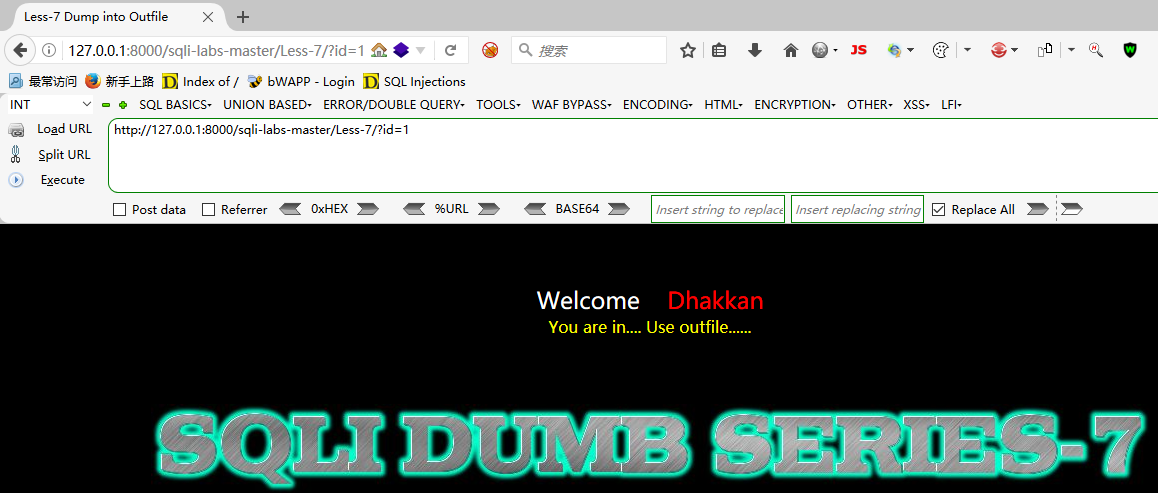 Less-7 Dump into Outfile
127.0.0.1:8000/sqli-labs-master/Less-7/?id=1
搜索
JS
W
最常访问 新手上路 Index of / bWAPP - Login SQL Injections
INT SQL BASICS UNION BASED ERROR/DOUBLE QUERY TOOLS WAF BYPASS ENCODING HTML ENCRYPTION OTHER XSS LFI
Load URL
http://127.0.0.1:8000/sqli-labs-master/Less-7/?id=1
Split URL
Execute
Post data Referrer 0xHEX %URL BASE64 Insert string to replace Insert replacing string Replace All
Welcome Dhakkan
You are in.... Use outfile......
SQLI DUMB SERIES-7